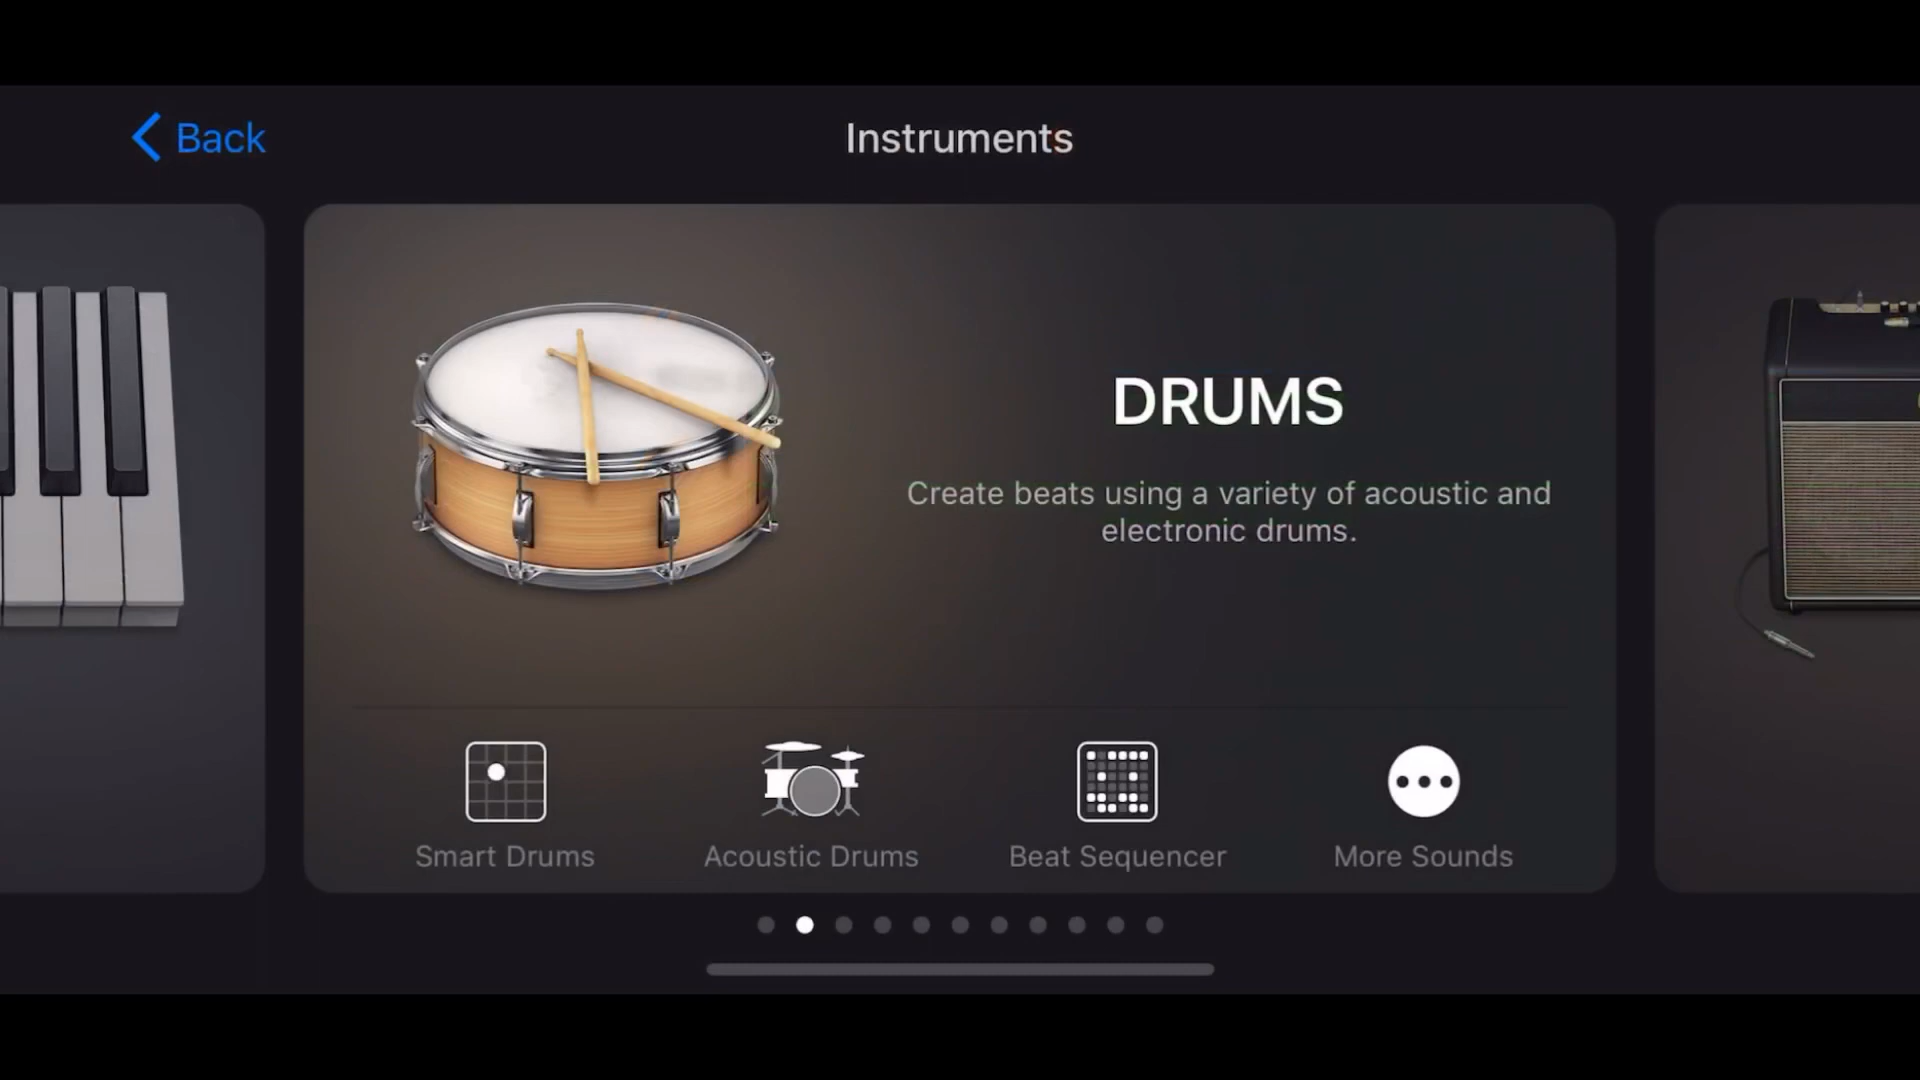 Back
Instruments
DRUMS
Create beats using a variety of acoustic and
electronic drums.
Smart Drums
Acoustic Drums
Beat Sequencer
More Sounds